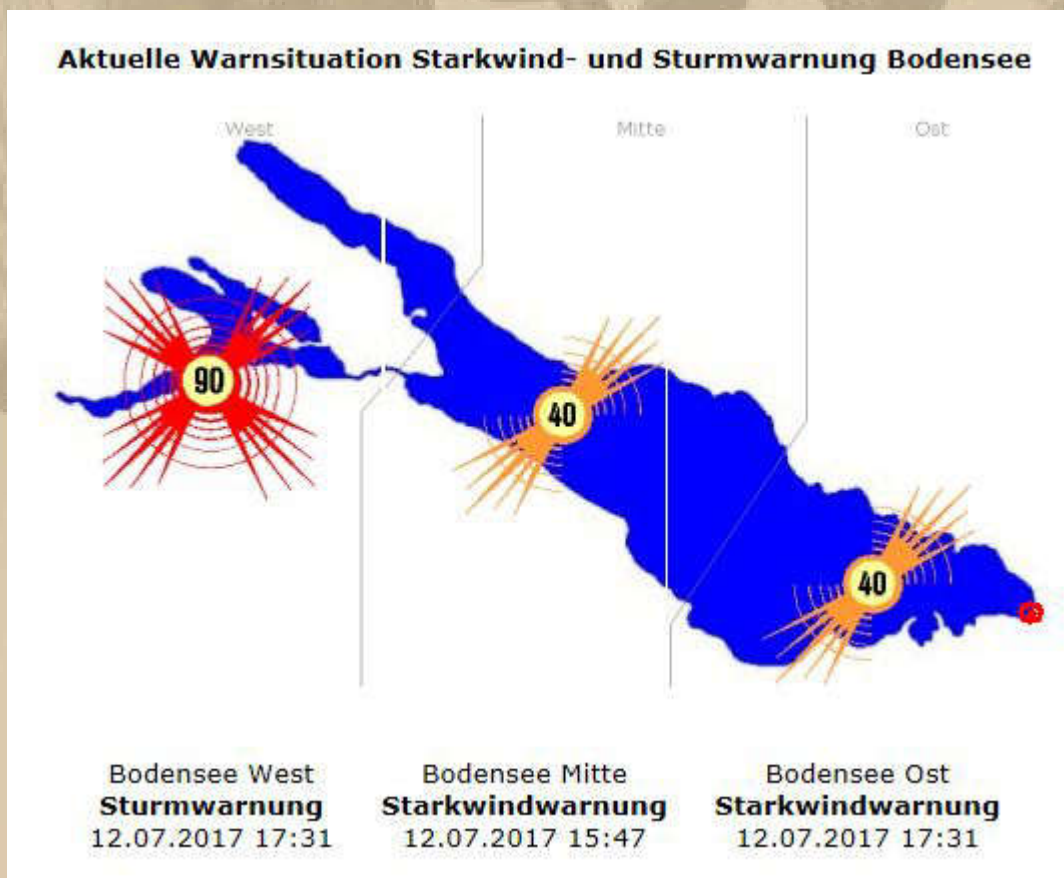 Aktuelle Warnsituation Starkwind- und Sturmwarnung Bodensee
West
Mitte
Ost
90
40
40
Bodensee West
Sturmwarnung
12.07.2017 17:31
Bodensee Mitte
Starkwindwarnung
12.07.2017 15:47
Bodensee Ost
Starkwindwarnung
12.07.2017 17:31